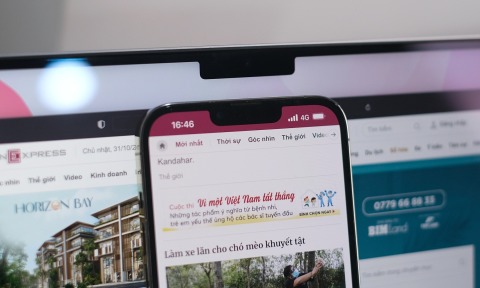 16:46
4G
Mới nhất Thời sự Góc nhìn Thế giới Video
Kandahar.
Thế giới
Cuộc thi Vì một Việt Nam tất thắng
Những tác phẩm ý nghĩa từ bệnh nhi,
trẻ em yêu thể ủng hộ các bác sĩ tuyến đầu
BÌNH CHỌN NGAY
Làm xe lăn cho chó mèo khuyết tật
EXPRESS
Chủ nhật, 31/10/
Thế giới Video Kinh doanh
HORIZON BAY
0779 66 88 33
BIMLand